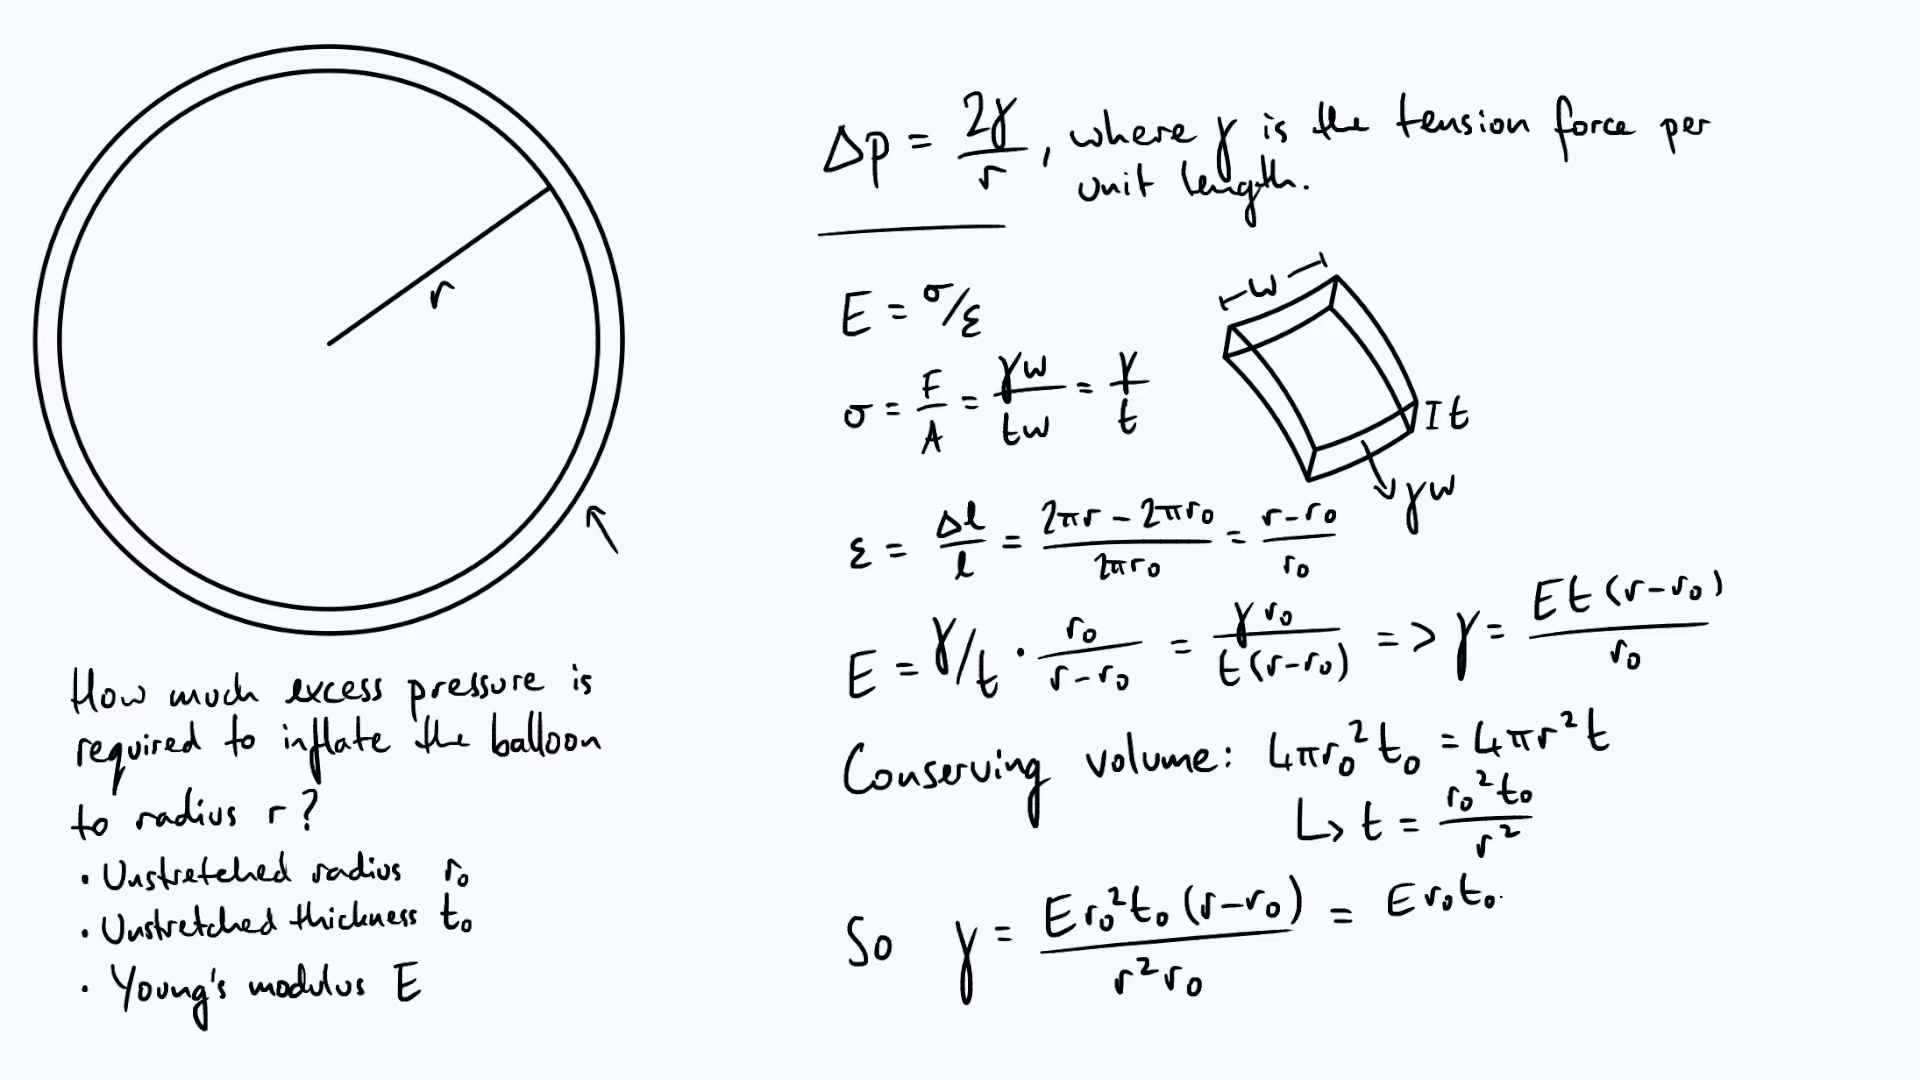 r
How much excess pressure is
required to inflate the balloon
to radius r?
• Unstretched radius r₀
• Unstretched thickness t₀
• Young's modulus E
Δp = 2γ/r, where γ is the tension force per
unit length.
E = σ/ε
σ = F/A = γw/tw = γ/t
w
t
γw
ε = Δl/l = (2πr - 2πr₀)/2πr₀ = (r-r₀)/r₀
E = γ/t · r₀/(r-r₀) = γr₀/t(r-r₀) => γ = Et(r-r₀)/r₀
Conserving volume: 4πr₀²t₀ = 4πr²t
↳ t = r₀²t₀/r²
So γ = Er₀²t₀(r-r₀)/r²r₀ = Er₀t₀